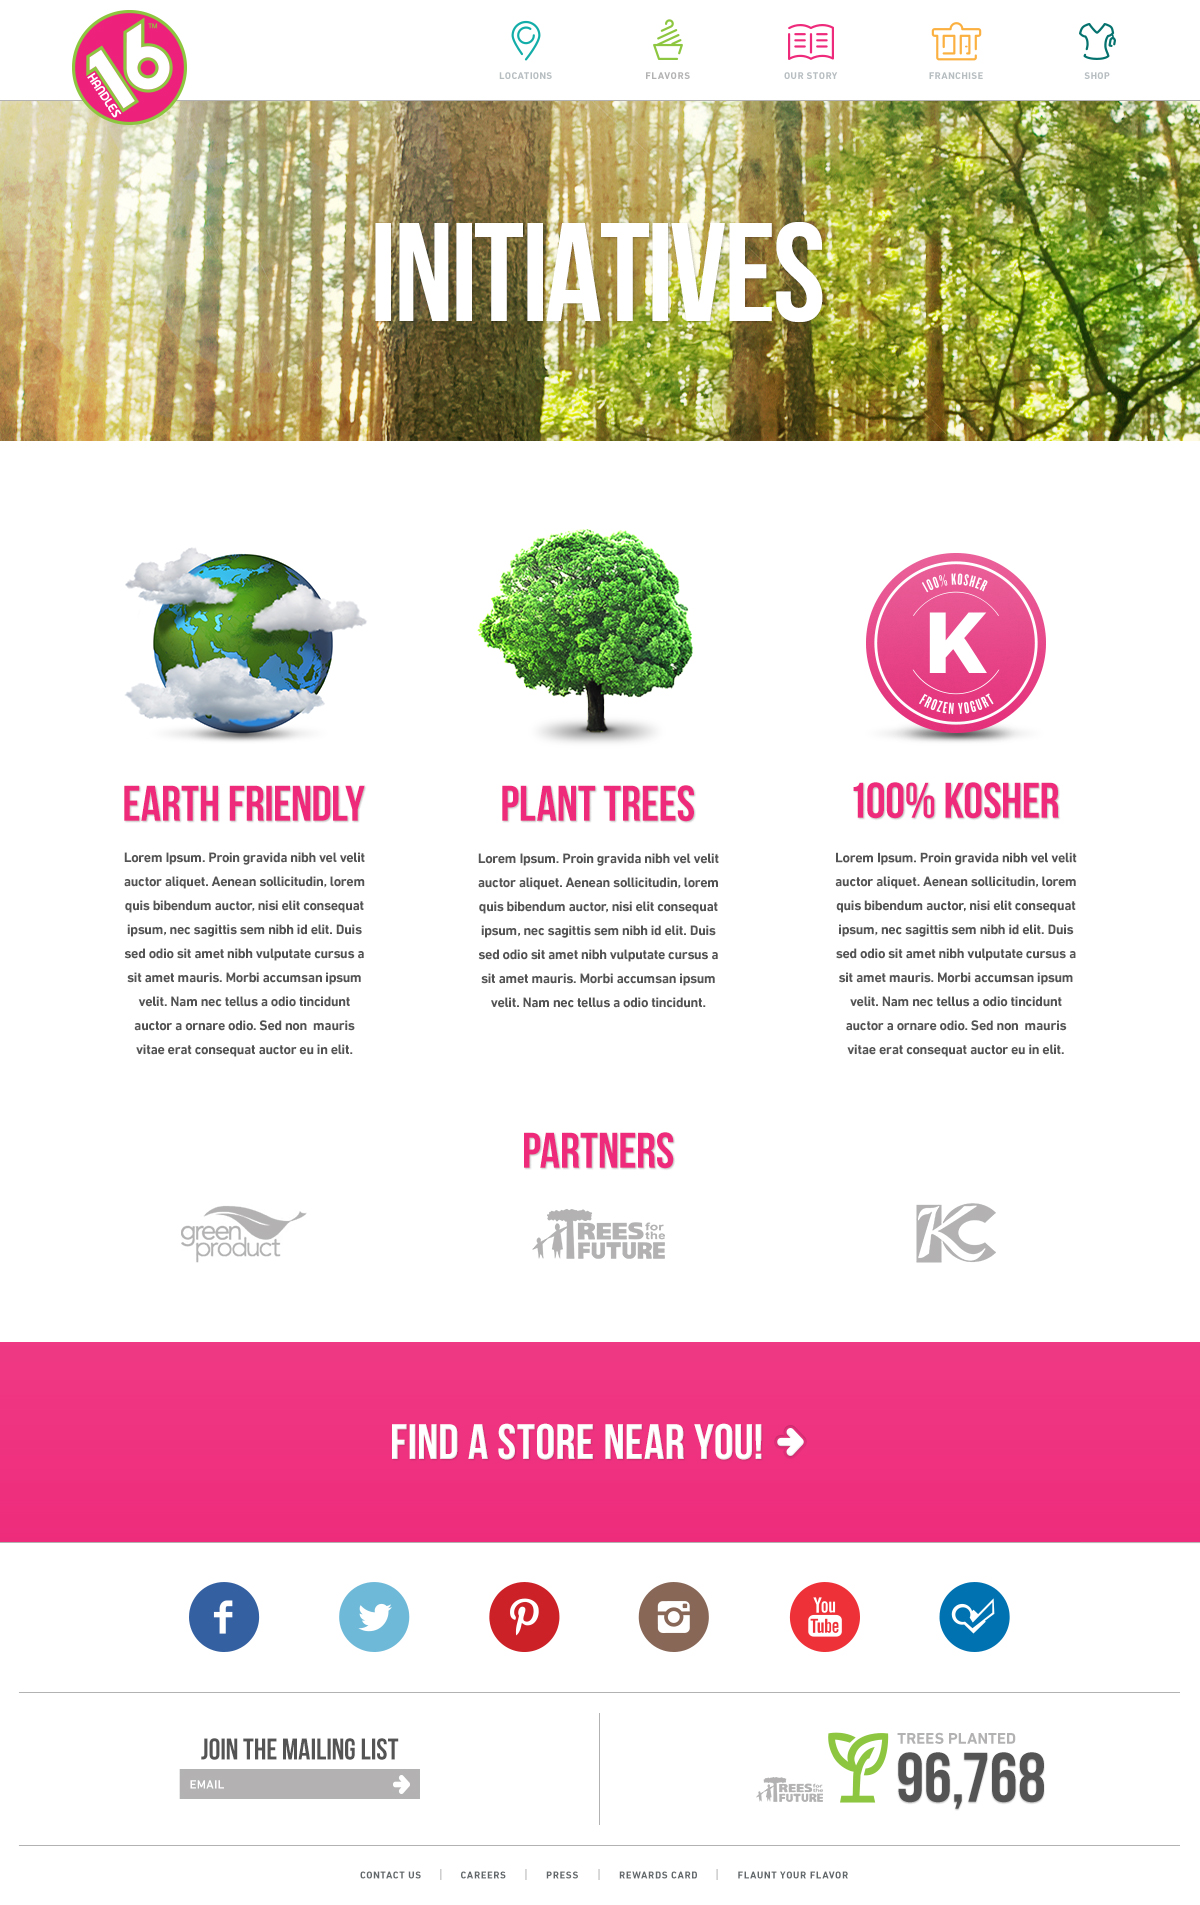 16
TM
HANDLES
LOCATIONS
FLAVORS
OUR STORY
FRANCHISE
SHOP
INITIATIVES
100% KOSHER
K
FROZEN YOGURT
EARTH FRIENDLY
Lorem Ipsum. Proin gravida nibh vel velit
auctor aliquet. Aenean sollicitudin, lorem
quis bibendum auctor, nisi elit consequat
ipsum, nec sagittis sem nibh id elit. Duis
sed odio sit amet nibh vulputate cursus a
sit amet mauris. Morbi accumsan ipsum
velit. Nam nec tellus a odio tincidunt
auctor a ornare odio. Sed non  mauris
vitae erat consequat auctor eu in elit.
PLANT TREES
Lorem Ipsum. Proin gravida nibh vel velit
auctor aliquet. Aenean sollicitudin, lorem
quis bibendum auctor, nisi elit consequat
ipsum, nec sagittis sem nibh id elit. Duis
sed odio sit amet nibh vulputate cursus a
sit amet mauris. Morbi accumsan ipsum
velit. Nam nec tellus a odio tincidunt.
100% KOSHER
Lorem Ipsum. Proin gravida nibh vel velit
auctor aliquet. Aenean sollicitudin, lorem
quis bibendum auctor, nisi elit consequat
ipsum, nec sagittis sem nibh id elit. Duis
sed odio sit amet nibh vulputate cursus a
sit amet mauris. Morbi accumsan ipsum
velit. Nam nec tellus a odio tincidunt
auctor a ornare odio. Sed non  mauris
vitae erat consequat auctor eu in elit.
PARTNERS
green
product
TREES for the
FUTURE
KC
FIND A STORE NEAR YOU!
You
Tube
JOIN THE MAILING LIST
EMAIL
TREES for the
FUTURE
TREES PLANTED
96,768
CONTACT US | CAREERS | PRESS | REWARDS CARD | FLAUNT YOUR FLAVOR